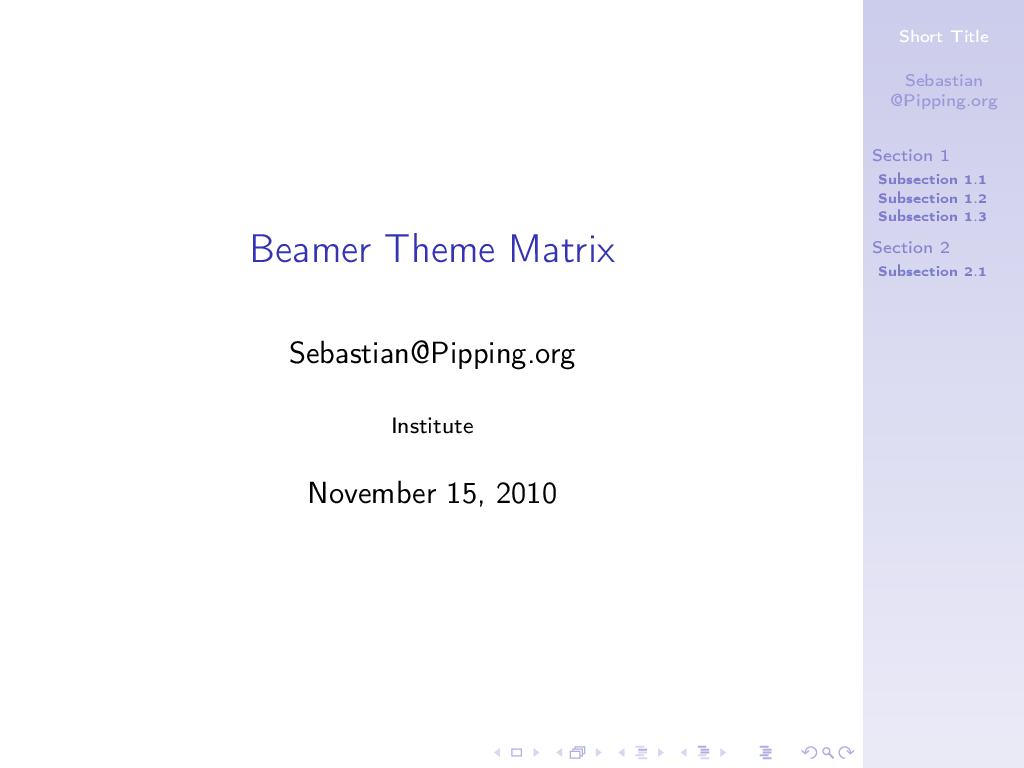 Beamer Theme Matrix
Sebastian@Pipping.org
Institute
November 15, 2010
Short Title
Sebastian
@Pipping.org
Section 1
Subsection 1.1
Subsection 1.2
Subsection 1.3
Section 2
Subsection 2.1